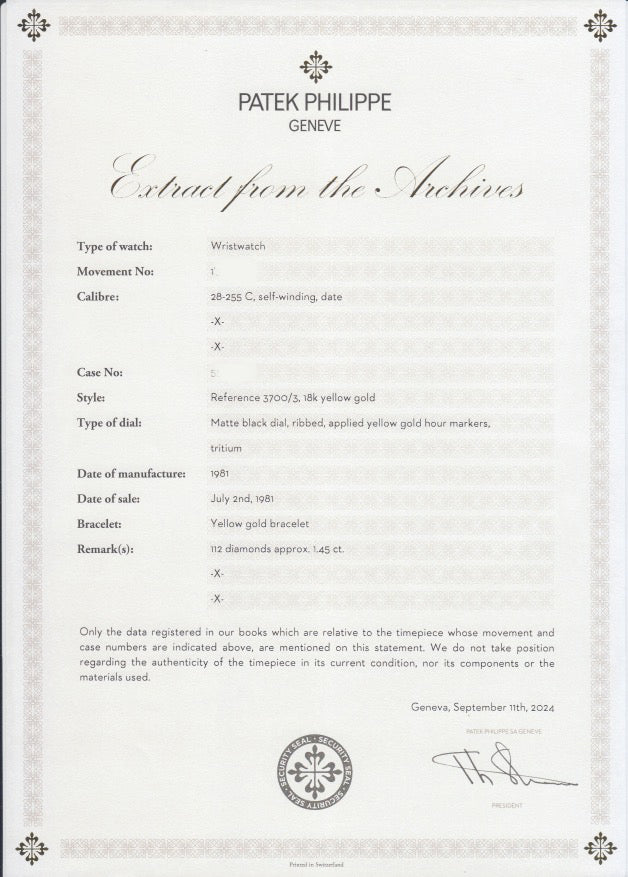 PATEK PHILIPPE
GENEVE
Extract from the Archives
Type of watch: Wristwatch
Movement No: 1
Calibre: 28-255 C, self-winding, date
-X-
-X-
Case No: 5
Style: Reference 3700/3, 18k yellow gold
Type of dial: Matte black dial, ribbed, applied yellow gold hour markers,
tritium
Date of manufacture: 1981
Date of sale: July 2nd, 1981
Bracelet: Yellow gold bracelet
Remark(s): 112 diamonds approx. 1.45 ct.
-X-
-X-
Only the data registered in our books which are relative to the timepiece whose movement and
case numbers are indicated above, are mentioned on this statement. We do not take position
regarding the authenticity of the timepiece in its current condition, nor its components or the
materials used.
Geneva, September 11th, 2024
PATEK PHILIPPE SA GENEVE
SECURITY SEAL · SECURITY SEAL · SECURITY SEAL ·
PRESIDENT
Printed in Switzerland